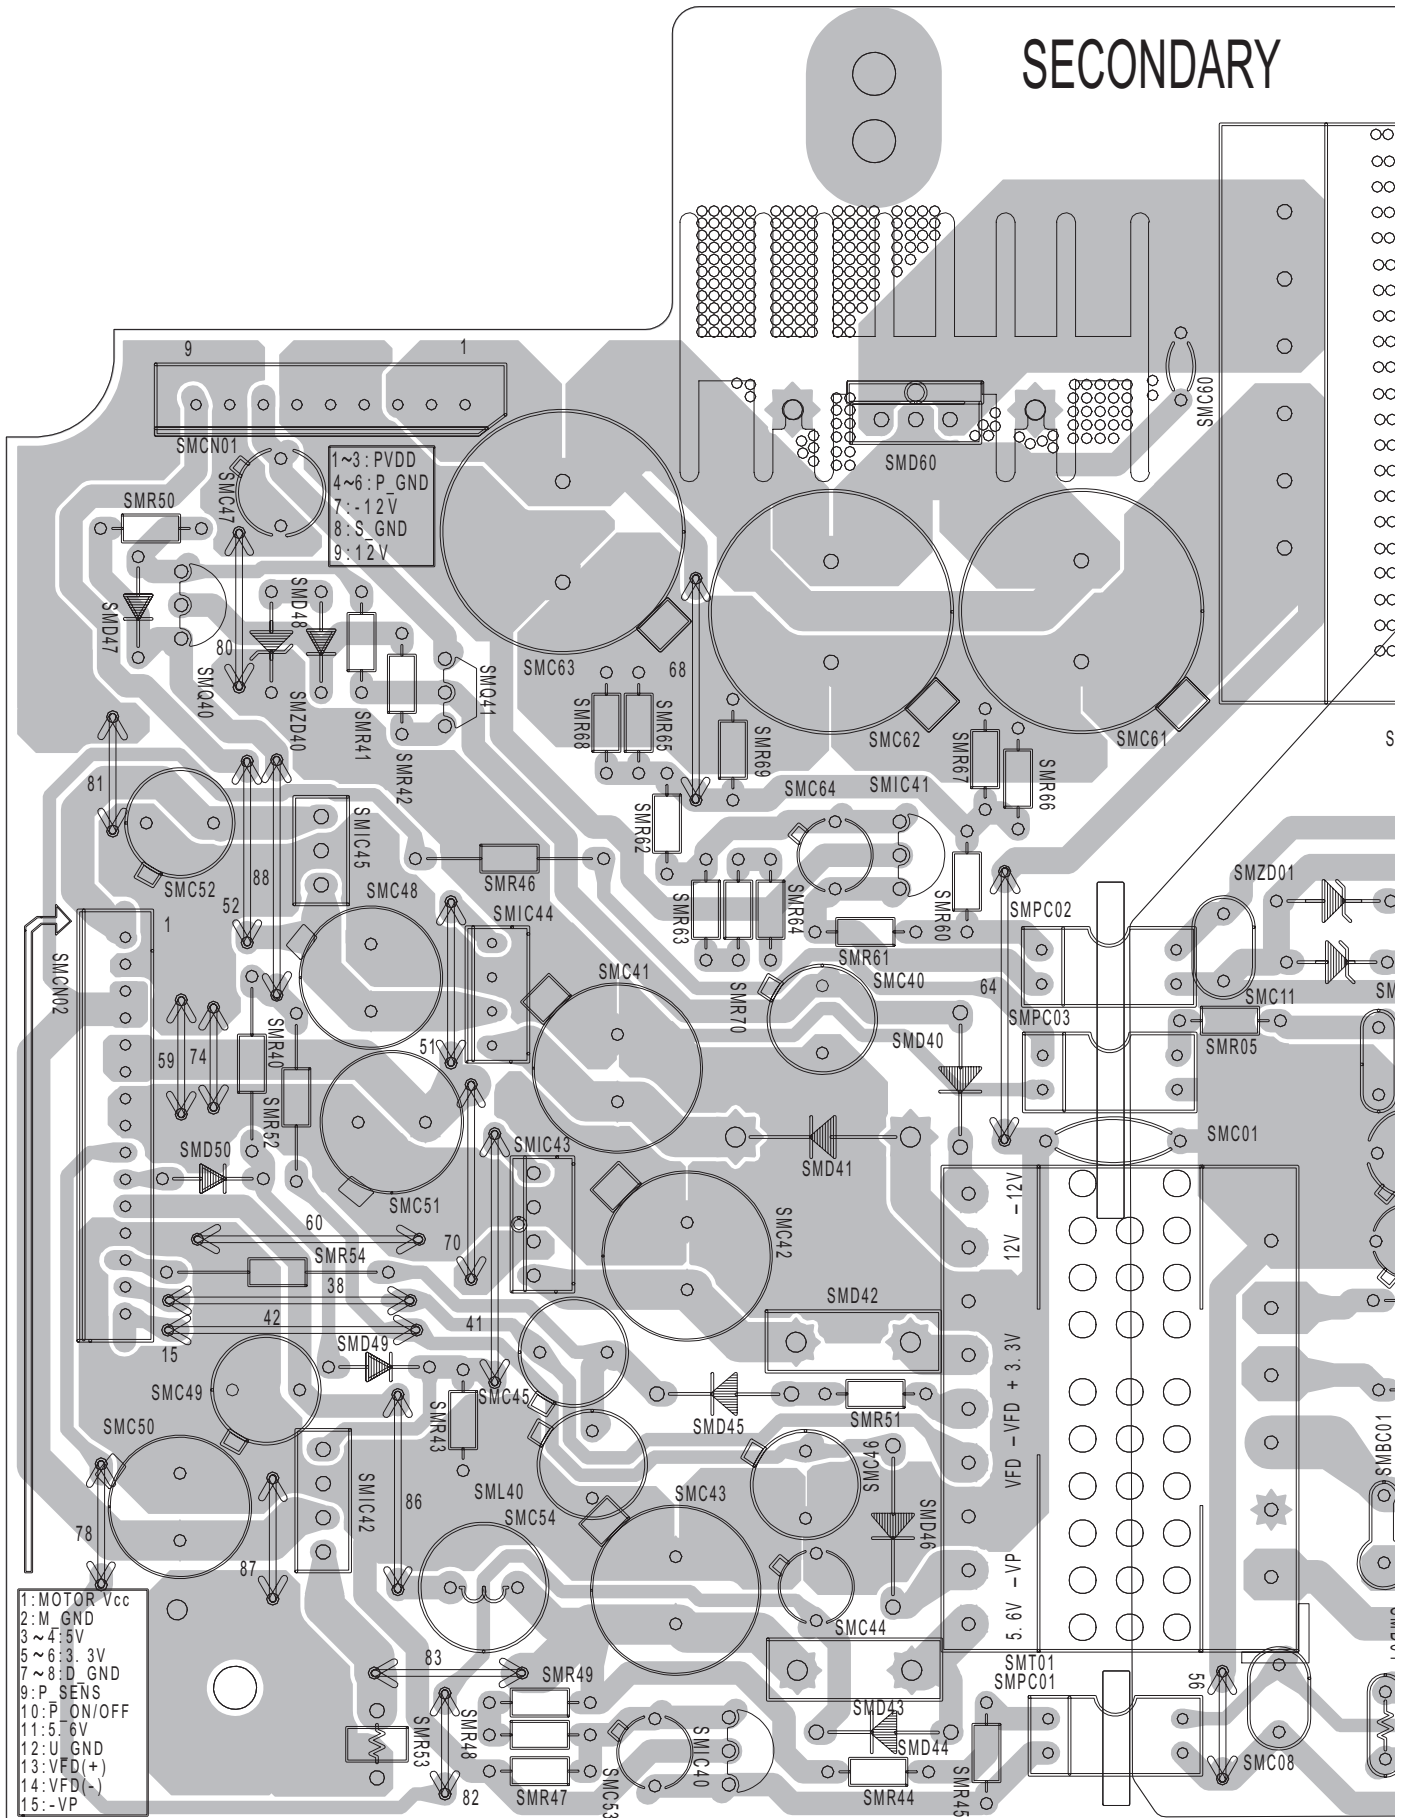 SECONDARY
9
1
SMCN01
1~3:PVDD
4~6:P_GND
7:-12V
8:S_GND
9:12V
SMC60
SMD60
SMR50
SMC47
SMD47
SMD48
80
SMQ40
SMZD40
SMR41
SMR42
SMQ41
SMC63
68
SMR68
SMR65
SMR69
SMC62
SMC61
SMR67
SMR66
SMC64
SMIC41
SMR62
81
SMIC45
SMC52
88
52
SMR46
SMC48
SMIC44
SMR63
SMR64
SMR61
SMR60
SMPC02
SMZD01
1
SMCN02
SMC41
SMC40
64
SMC11
SMR70
SMPC03
SMD40
SMR05
59
74
SMR40
SMR52
51
SMD50
SMC51
SMIC43
SMD41
SMC01
60
SMR54
70
SMC42
12V -12V
38
42
41
SMD42
15
SMD49
SMC49
SMC45
SMR43
SMD45
SMR51
VFD -VFD +3.3V
SMBC01
SMC50
SMIC42
86
SML40
SMC54
SMC43
SMC46
SMD46
78
87
SMC44
5.6V -VP
1:MOTOR Vcc
2:M_GND
3~4:5V
5~6:3.3V
7~8:D_GND
9:P_SENS
10:P_ON/OFF
11:5.6V
12:U_GND
13:VFD(+)
14:VFD(-)
15:-VP
83
SMR49
SMT01
SMPC01
56
SMR53
SMR48
82
SMR47
SMC53
SMIC40
SMD43
SMD44
SMR44
SMR45
SMC08